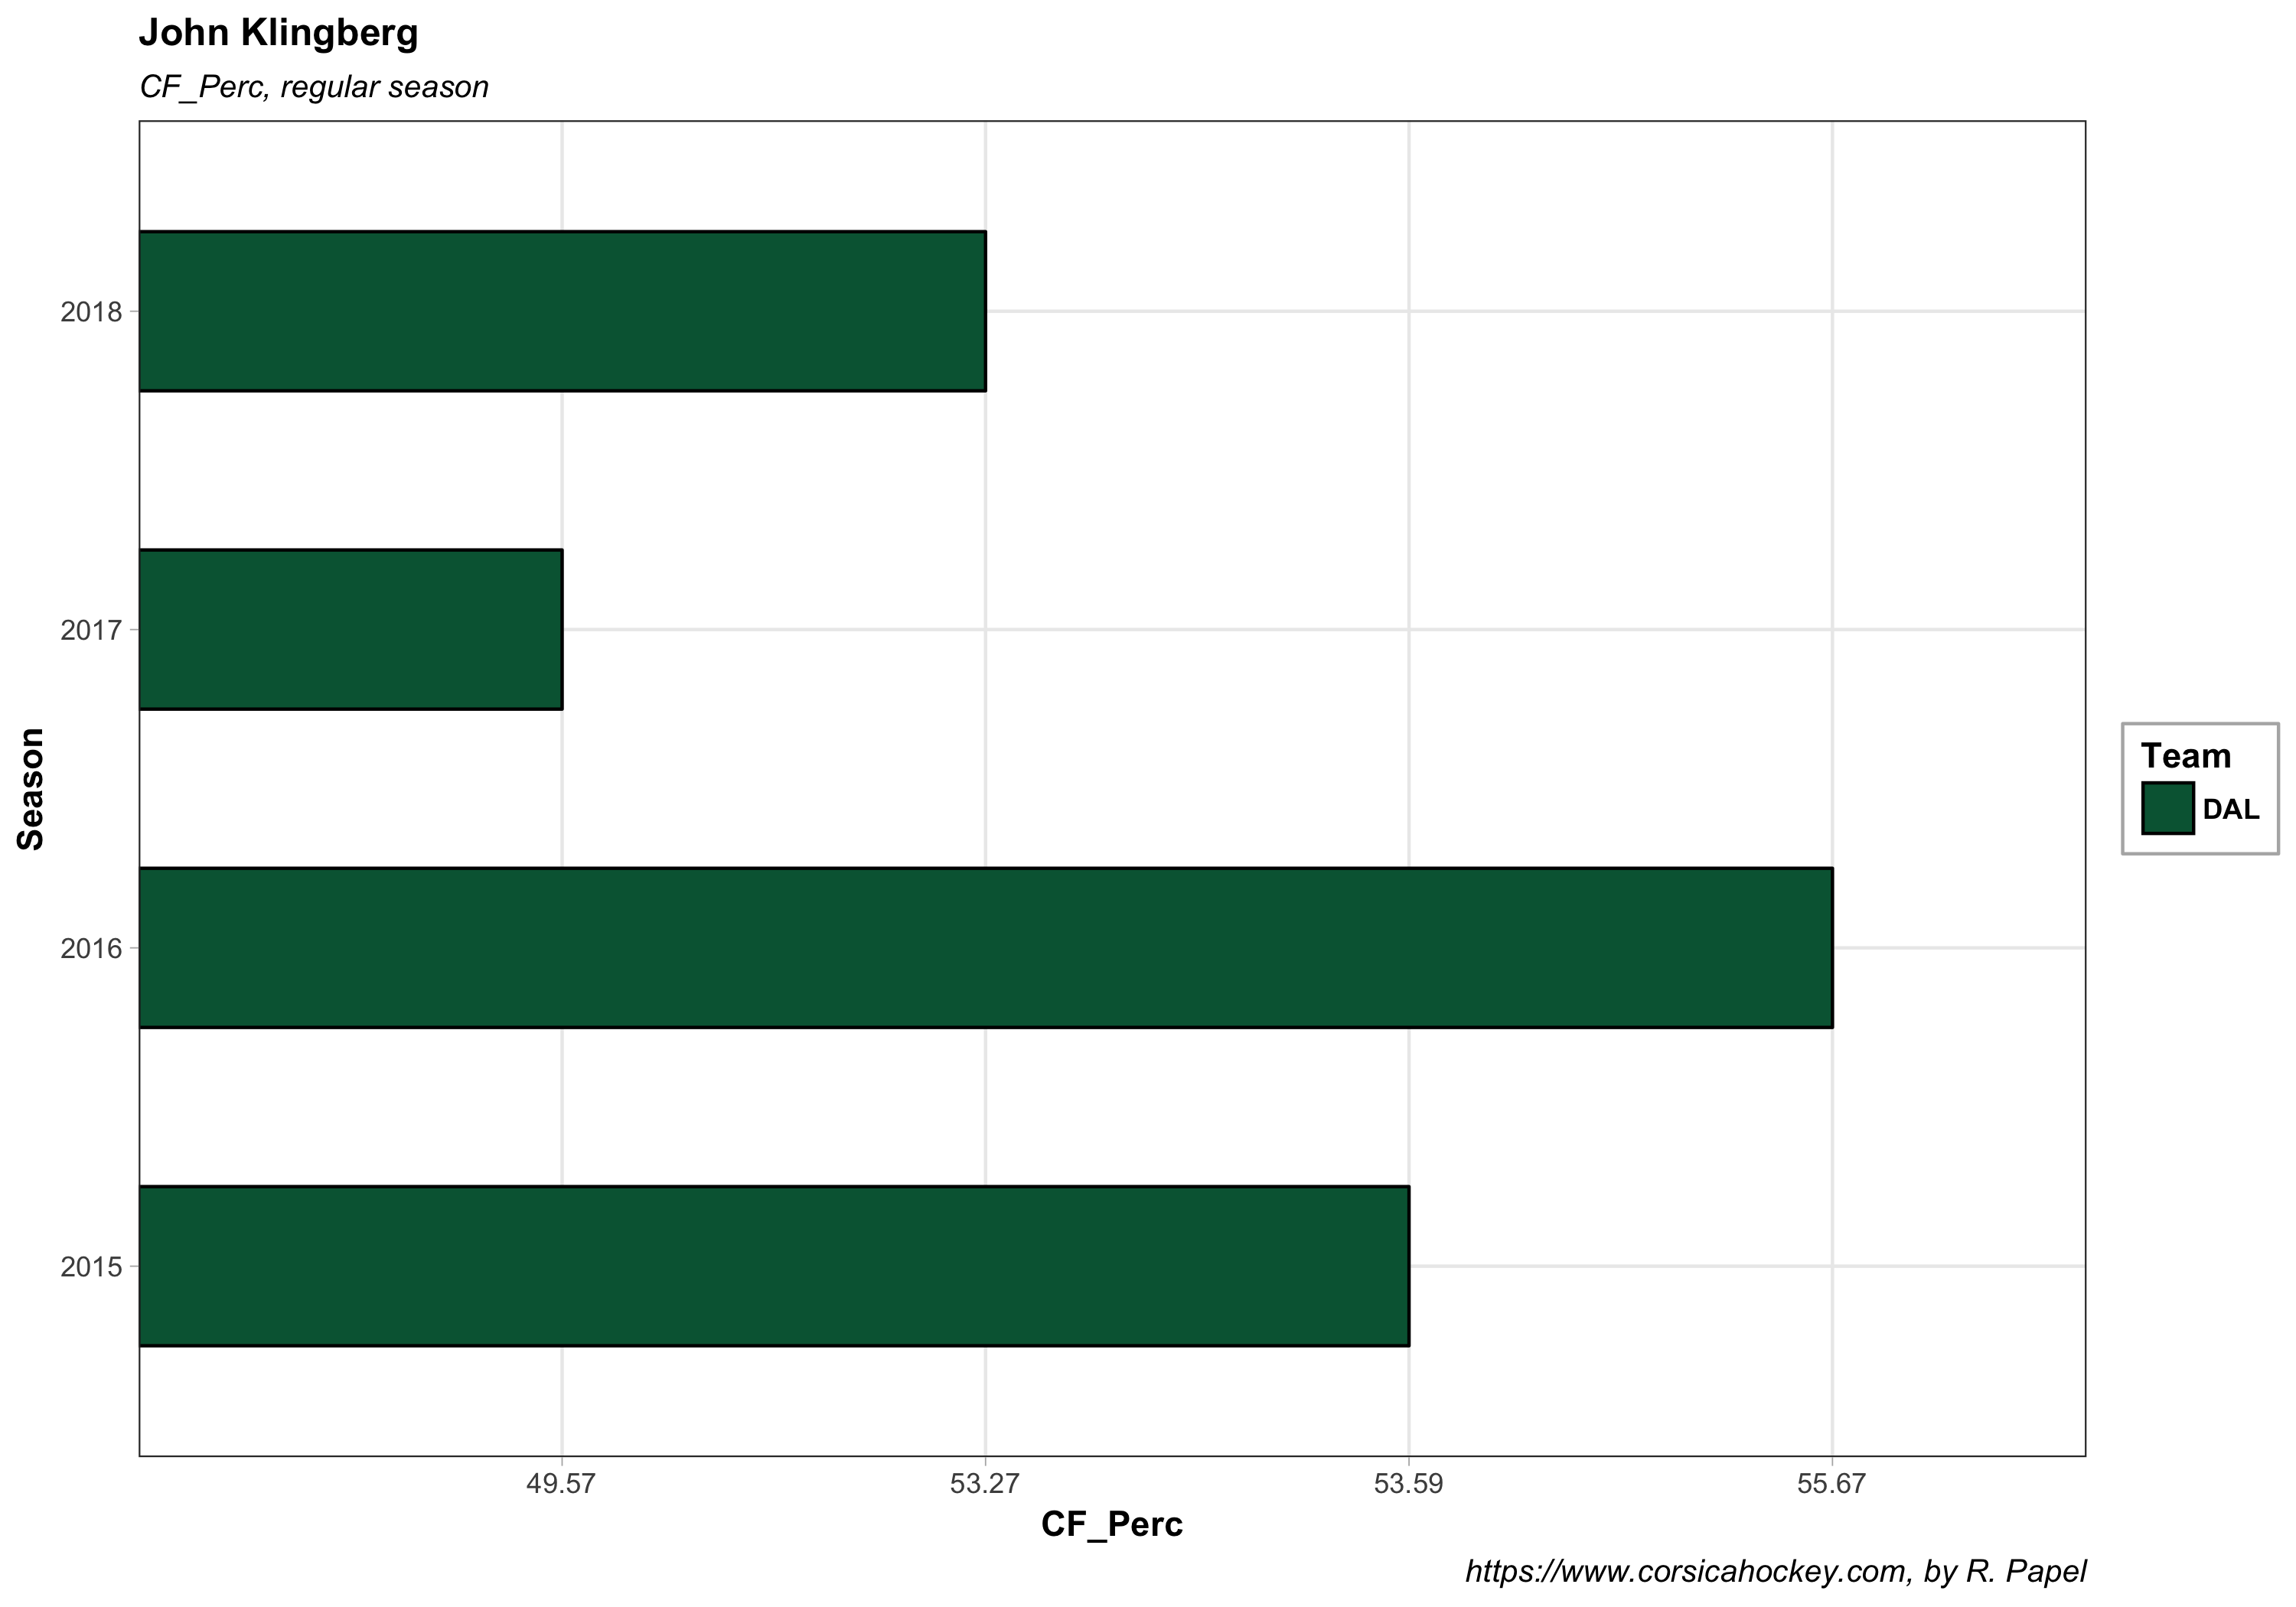 John Klingberg
CF_Perc, regular season
Season
2018
2017
2016
2015
49.57 53.27 53.59 55.67
CF_Perc
Team
DAL
https://www.corsicahockey.com, by R. Papel